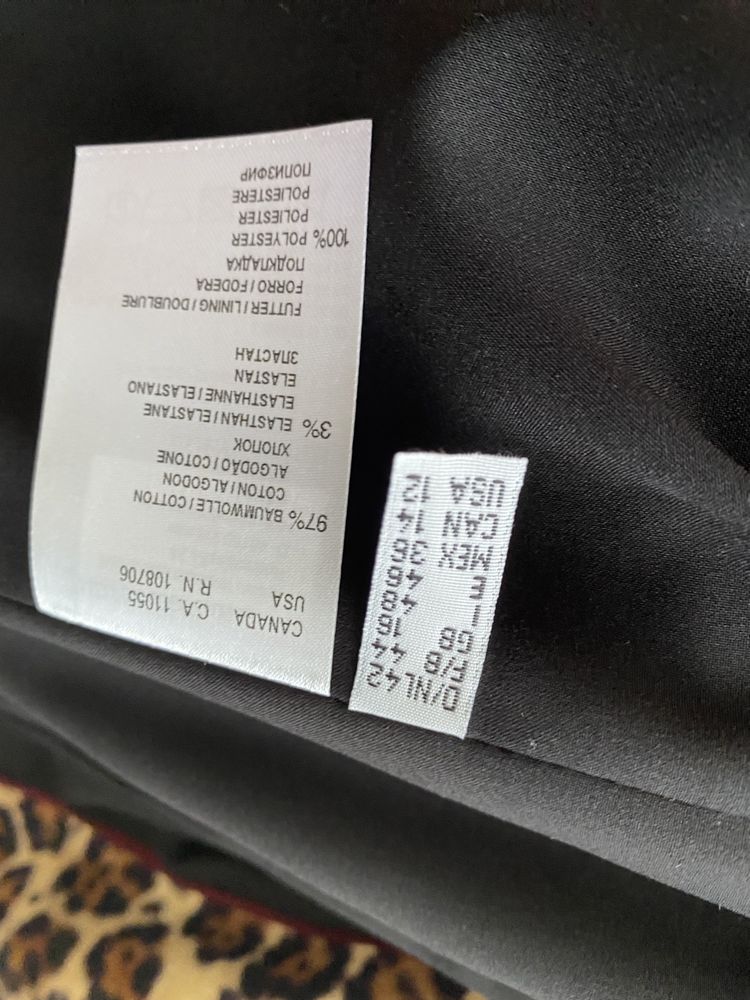 CANADA C.A. 11055
USA R.N. 108706
97% BAUMWOLLE / COTTON
COTON / ALGODON
ALGODÃO / COTONE
ХЛОПОК
3% ELASTHAN / ELASTANE
ELASTHANNE / ELASTANO
ELASTAN
ЭЛАСТАН
FUTTER / LINING / DOUBLURE
FORRO / FODERA
ПОДКЛАДКА
100% POLYESTER
POLIESTER
POLIESTERE
ПОЛИЭФИР
D/NL 42
F/B 44
GB 16
I 48
E 46
MEX 36
CAN 14
USA 12